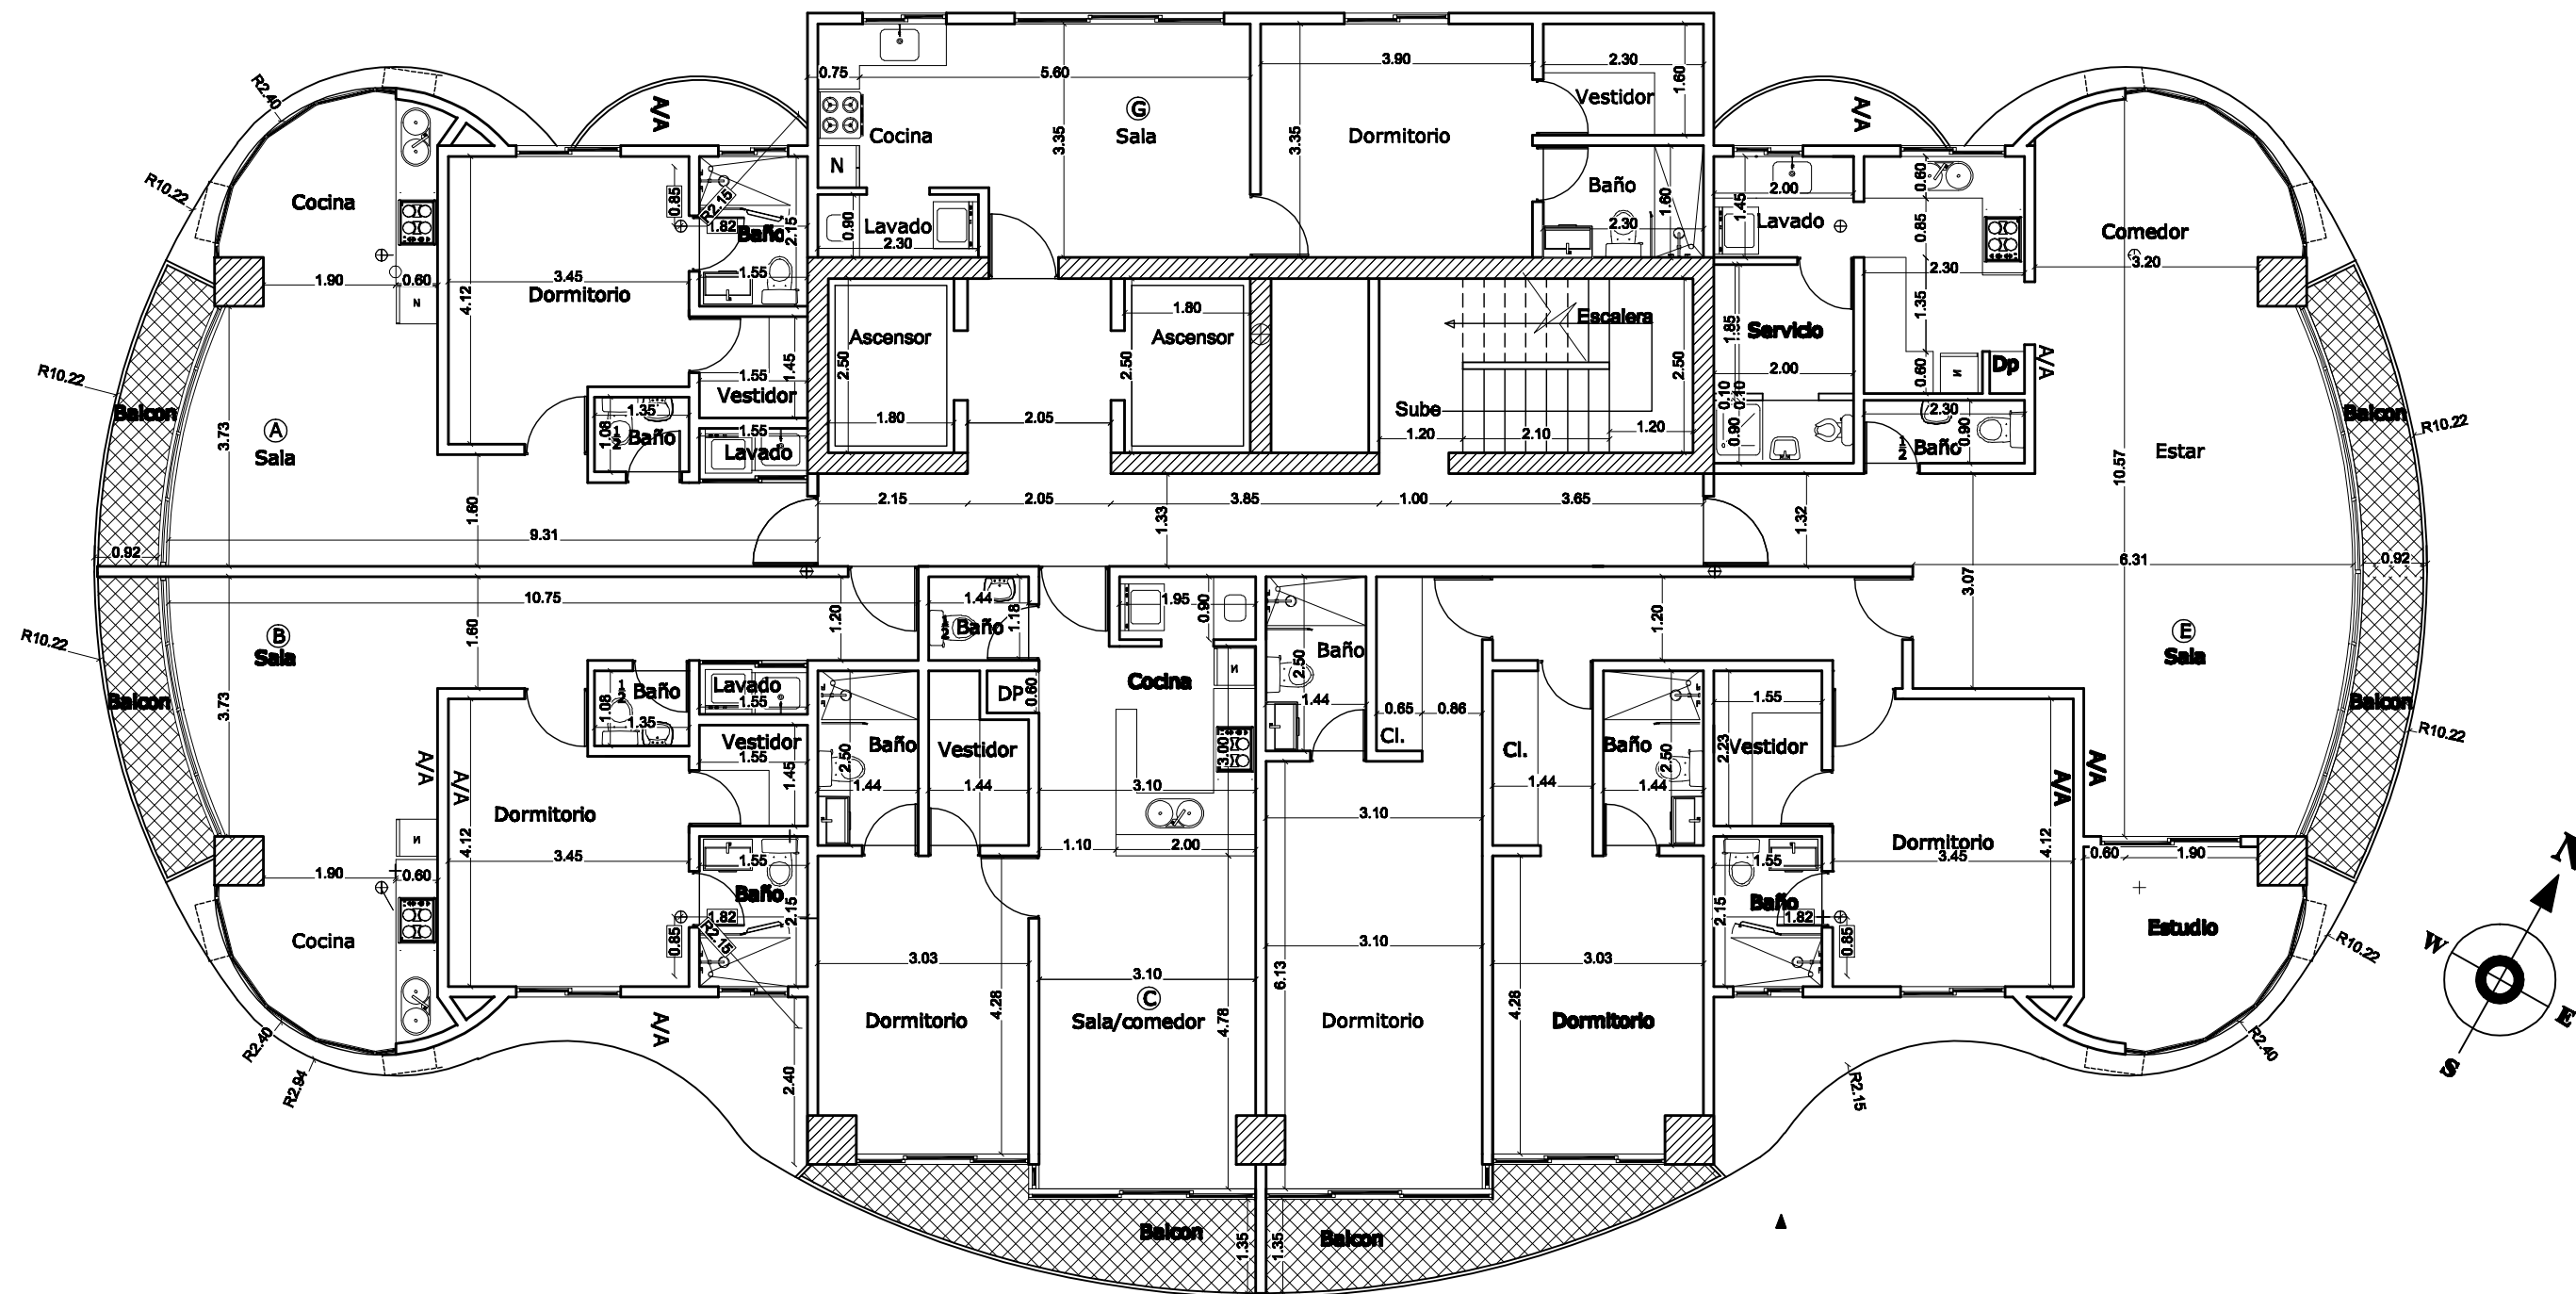 0.75
5.60
3.90
2.30
1.60
R2.40
A/A
G
Cocina
Sala
3.35
3.35
Dormitorio
Vestidor
A/A
N
R10.22
Cocina
0.85
R2.15
1.82
Baño
2.15
0.90
Lavado
2.30
Baño
1.60
2.30
2.00
1.45
Lavado
0.60
0.85
Comedor
1.90
0.60
3.45
Dormitorio
4.12
1.55
2.30
3.20
N
Ascensor
2.50
1.80
1.80
Ascensor
2.50
Escalera
2.50
1.85
Servicio
2.00
1.35
Dp
A/A
N
0.60
R10.22
Balcon
1.45
1.55
Vestidor
2.05
Sube
1.20
2.10
1.20
0.10
0.10
0.90
2.30
Baño
1
2
0.90
Balcon
R10.22
A
Sala
3.73
1.35
1.08
1
2
Baño
1.55
Lavado
Estar
10.57
1.60
2.15
2.05
3.85
1.00
3.65
1.33
1.32
9.31
0.92
6.31
0.92
3.07
10.75
1.44
1.18
Baño
1.95
0.90
1.20
1.60
1.20
R10.22
B
Sala
3.73
Balcon
E
Sala
Balcon
R10.22
1.08
1
2
Baño
1.35
Lavado
1.55
Vestidor
1.55
1.45
Baño
2.50
1.44
DP
0.60
Vestidor
1.44
Cocina
N
3.00
3.10
Baño
2.50
1.44
0.65
0.86
Cl.
Cl.
1.44
Baño
2.50
1.44
1.55
2.23
Vestidor
A/A
A/A
A/A
A/A
N
Dormitorio
4.12
3.45
1.90
0.60
1.55
Baño
2.15
1.82
0.85
R2.15
1.10
2.00
3.10
Dormitorio
4.12
3.45
0.60
1.90
1.55
Baño
2.15
1.82
0.85
Cocina
Estudio
N
W
E
S
R10.22
3.03
4.28
Dormitorio
3.10
C
Sala/comedor
4.78
3.10
6.13
Dormitorio
3.03
4.28
Dormitorio
R2.40
R2.94
A/A
2.40
R2.15
R2.40
Balcon
1.35
1.35
Balcon